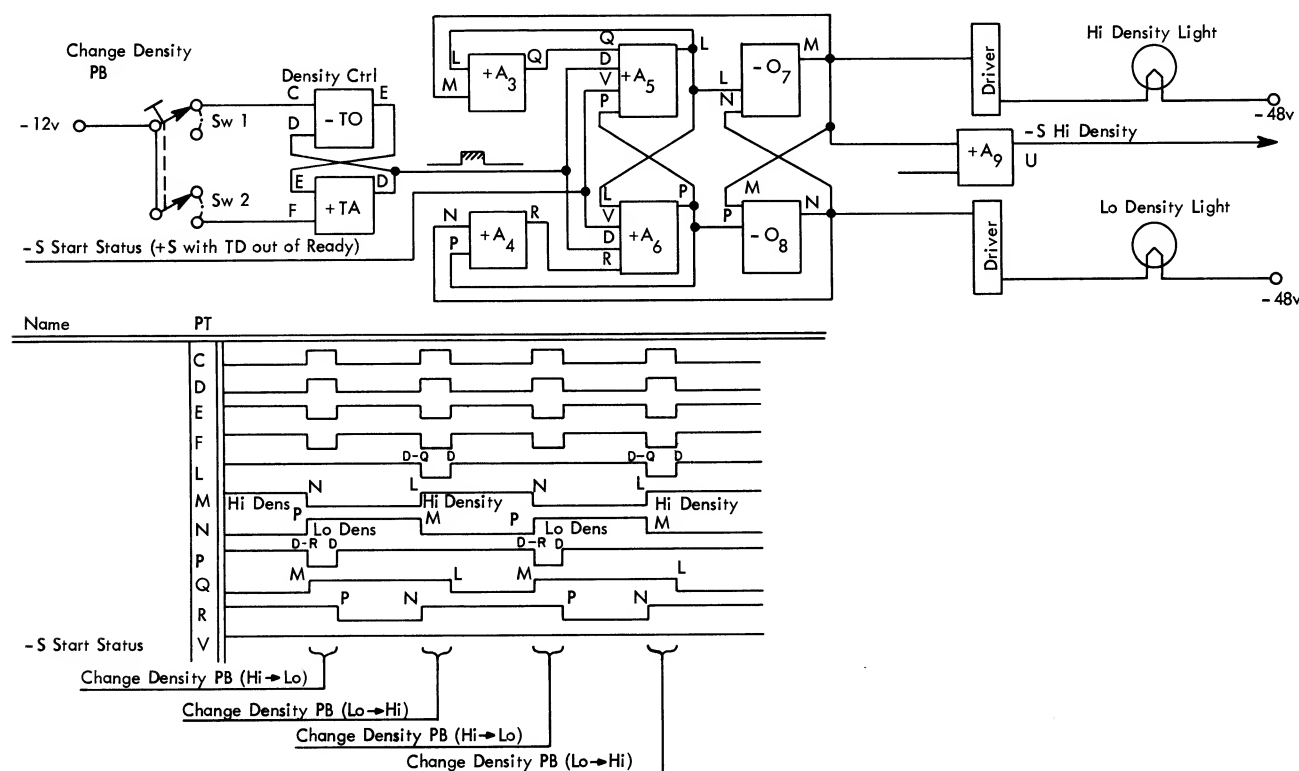 Change Density
PB
-12v
Sw 1
Sw 2
Density Ctrl
C
E
D
-TO
E
D
F
+TA
-S Start Status (+S with TD out of Ready)
L
M
+A3
Q
Q
D
V
P
+A5
L
N
P
+A4
R
L
V
D
R
+A6
P
L
N
-O7
M
M
P
-O8
N
Driver
Hi Density Light
-48v
+A9
-S Hi Density
U
Driver
Lo Density Light
-48v
Name PT
C
D
E
F
D-Q D D-Q D
L
N L N L
M Hi Dens Hi Density Hi Density
P M P M
N Lo Dens Lo Dens
D-R D D-R D
P
M L M L
Q
P N P N
R
-S Start Status V
Change Density PB (Hi→Lo)
Change Density PB (Lo→Hi)
Change Density PB (Hi→Lo)
Change Density PB (Lo→Hi)